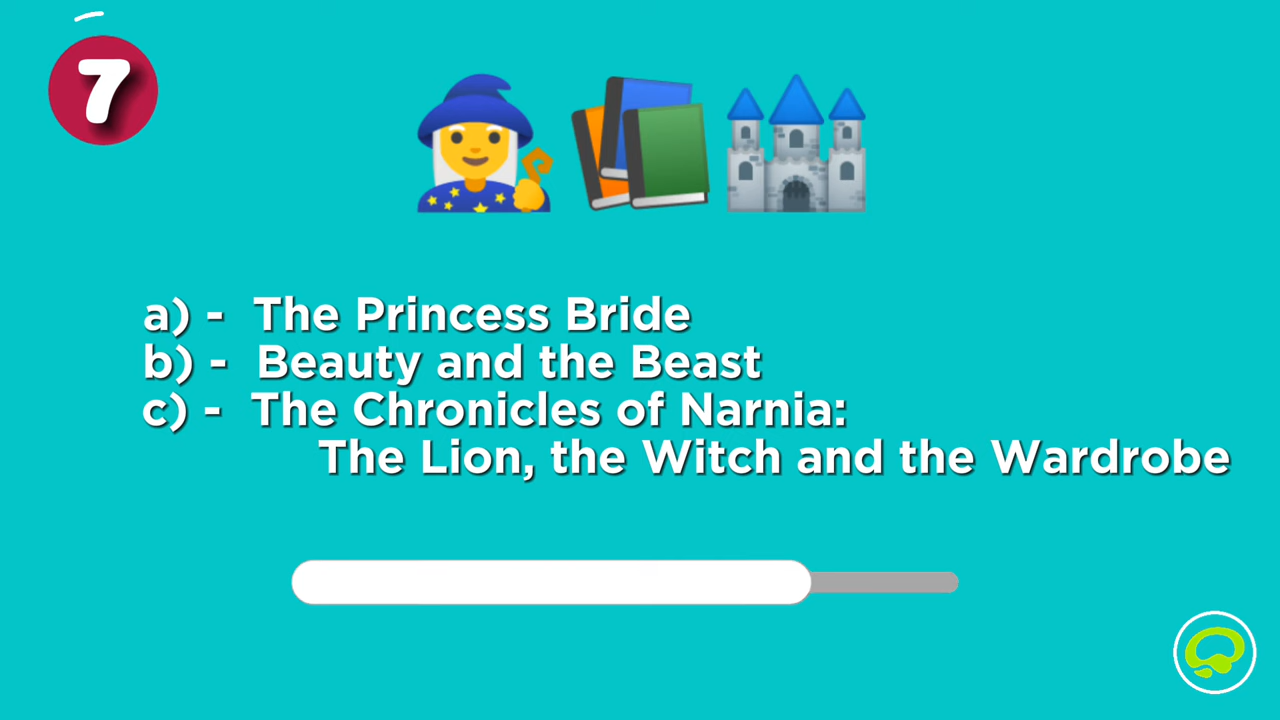 7
a) - The Princess Bride
b) - Beauty and the Beast
c) - The Chronicles of Narnia:
The Lion, the Witch and the Wardrobe